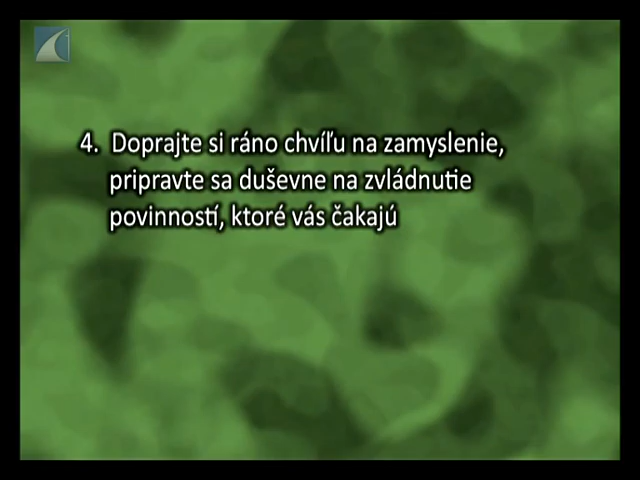 4. Doprajte si ráno chvíľu na zamyslenie,
pripravte sa duševne na zvládnutie
povinností, ktoré vás čakajú